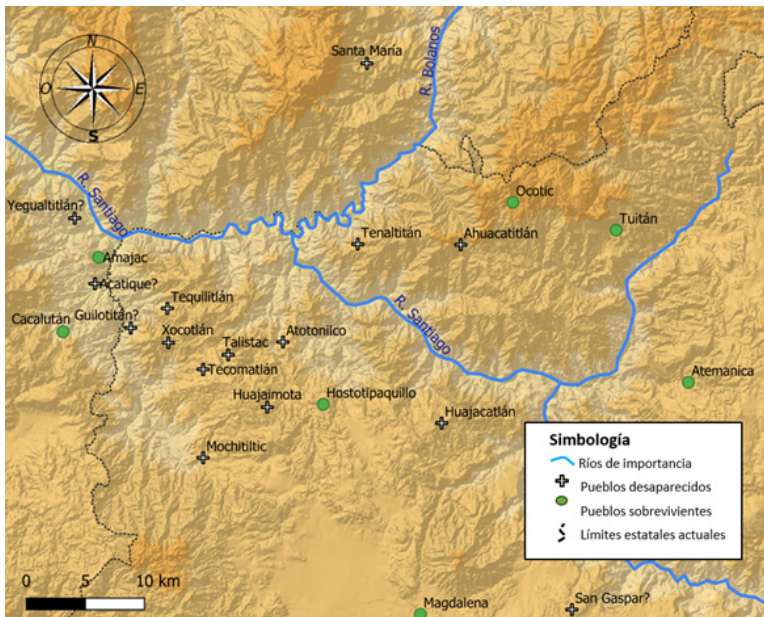 N
Santa María
R. Bolanos
O
E
S
R. Santiago
Yegualtitlán?
Ocotic
Tuitán
Tenaltitán
Ahuacatitlán
Amajac
Acatique?
Tequilitlán
R. Santiago
Cacalután
Guilotitán?
Xocotlán
Talistac
Atotonilco
Tecomatlán
Atemanica
Huajaimota
Hostotipaquillo
Huajacatlán
Mochitiltic
Simbología
Ríos de importancia
Pueblos desaparecidos
Pueblos sobrevivientes
Límites estatales actuales
0 5 10 km
Magdalena
San Gaspar?